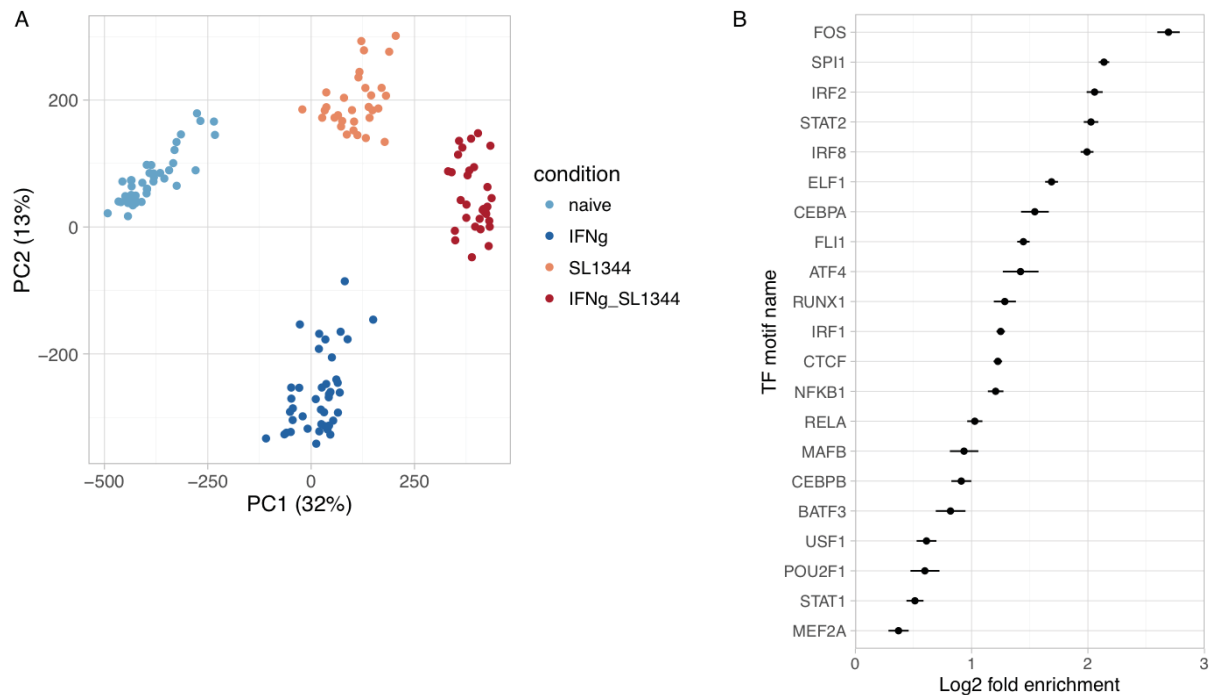 A
200
0
−200
−500
−250
0
250
PC1 (32%)
PC2 (13%)
condition
naive
IFNg
SL1344
IFNg_SL1344
B
FOS
SPI1
IRF2
STAT2
IRF8
ELF1
CEBPA
FLI1
ATF4
RUNX1
IRF1
CTCF
NFKB1
RELA
MAFB
CEBPB
BATF3
USF1
POU2F1
STAT1
MEF2A
TF motif name
0
1
2
3
Log2 fold enrichment